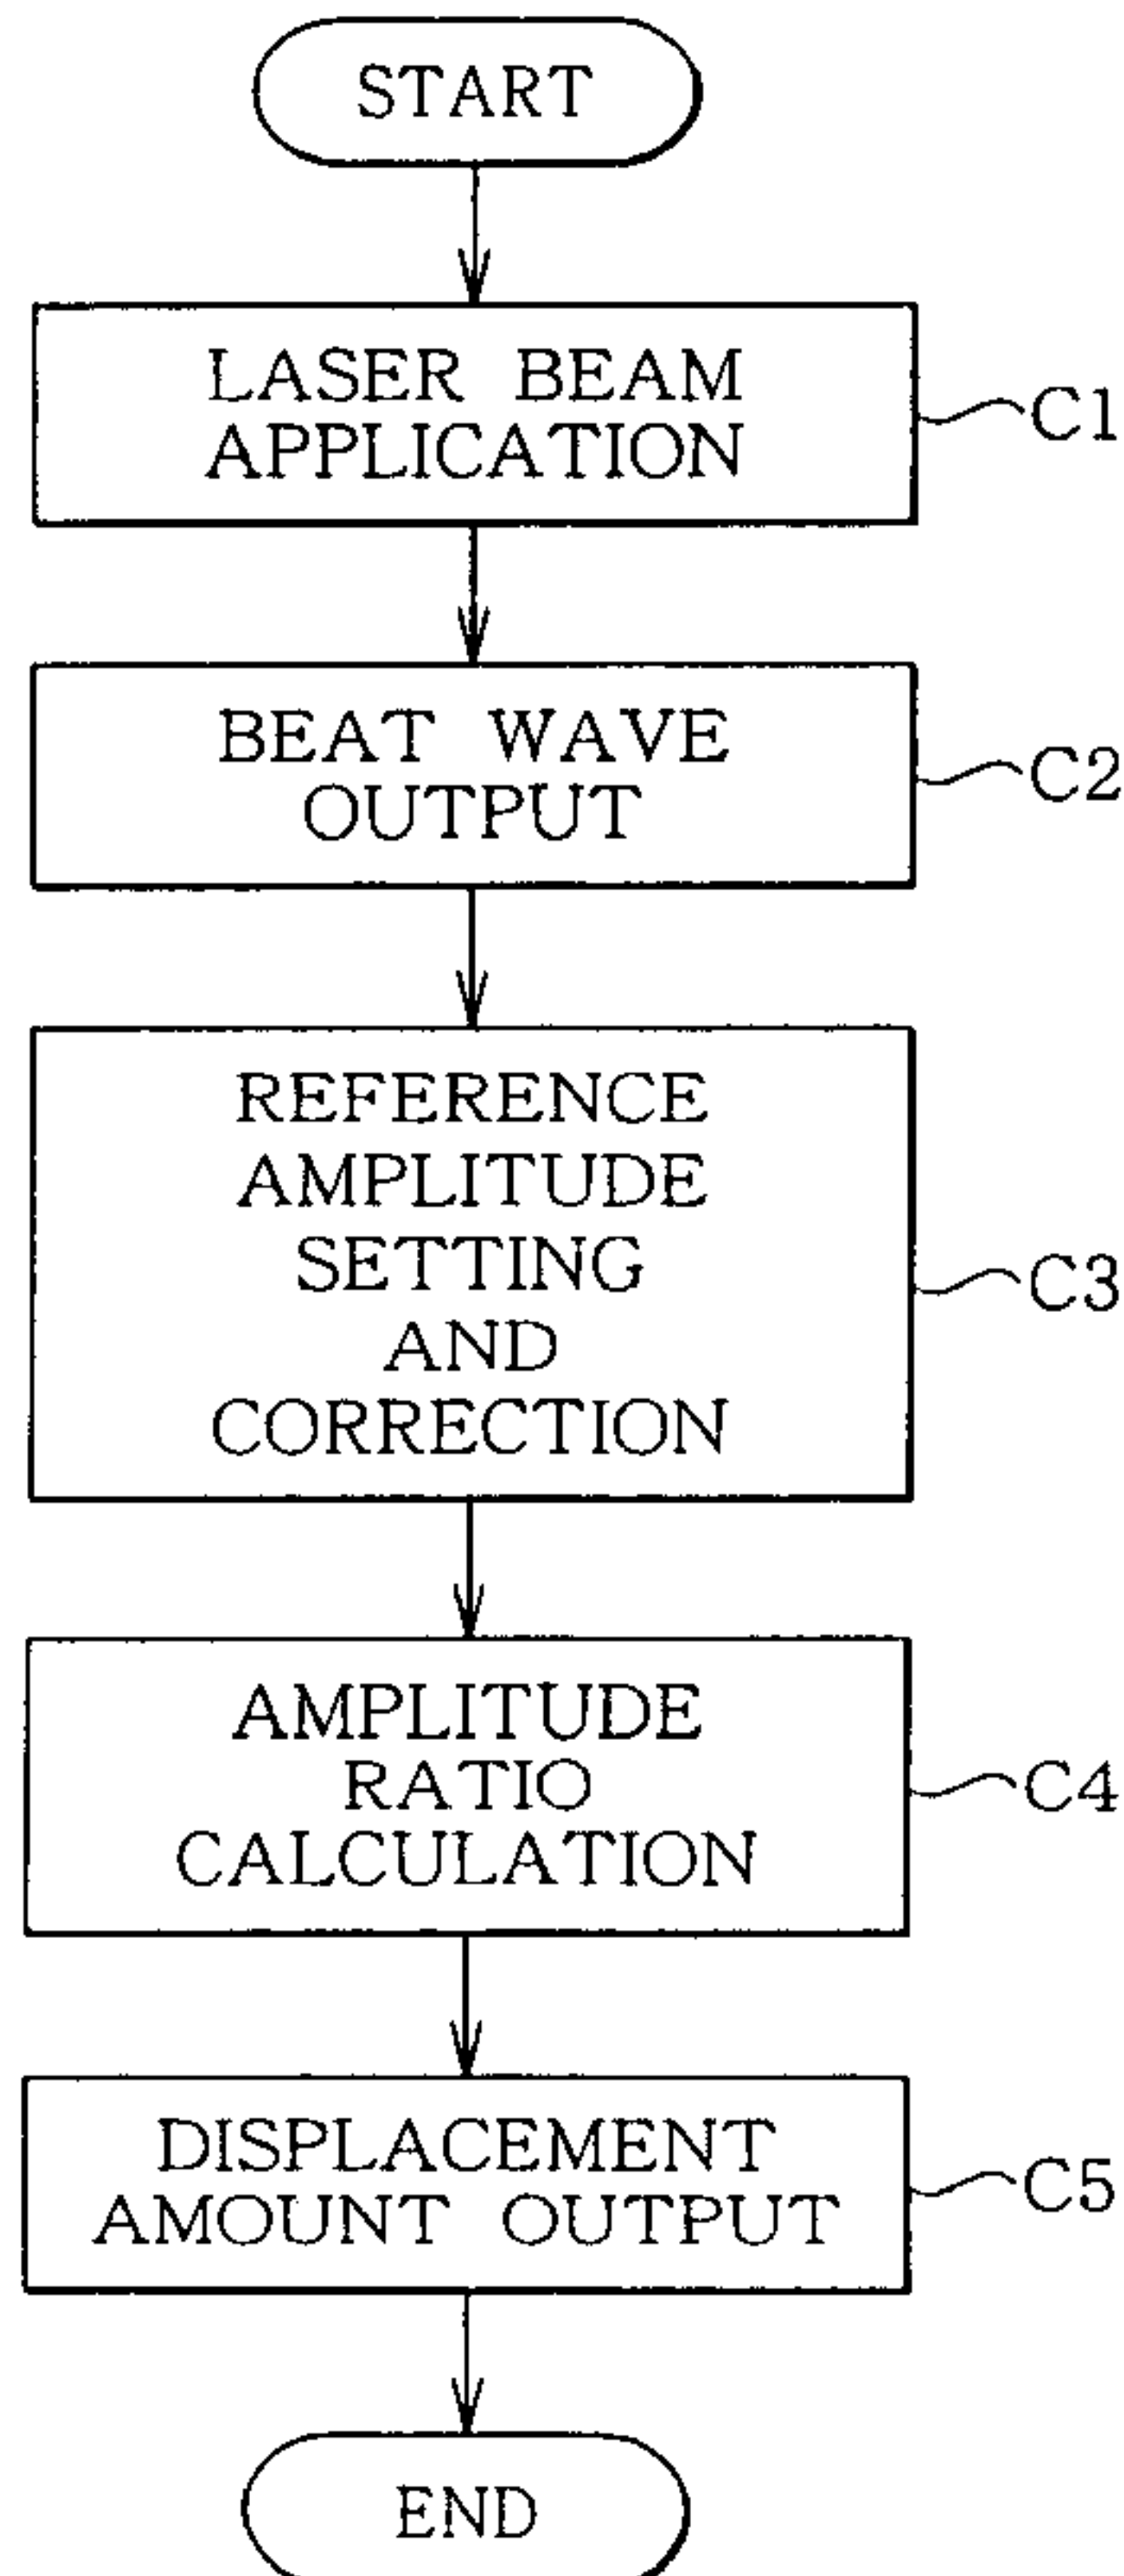 START
LASER BEAM
APPLICATION
C1
BEAT WAVE
OUTPUT
C2
REFERENCE
AMPLITUDE
SETTING
AND
CORRECTION
C3
AMPLITUDE
RATIO
CALCULATION
C4
DISPLACEMENT
AMOUNT OUTPUT
C5
END